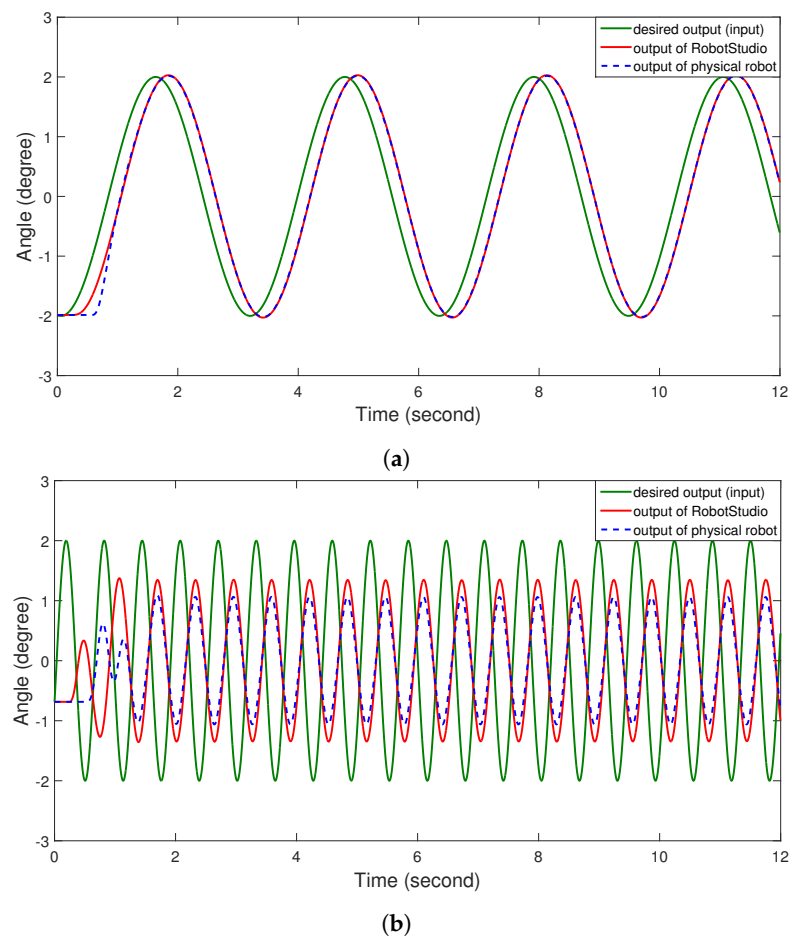 3
2
1
0
-1
-2
-3
Angle (degree)
desired output (input)
output of RobotStudio
output of physical robot
0 2 4 6 8 10 12
Time (second)
(a)
3
2
1
0
-1
-2
-3
Angle (degree)
desired output (input)
output of RobotStudio
output of physical robot
0 2 4 6 8 10 12
Time (second)
(b)